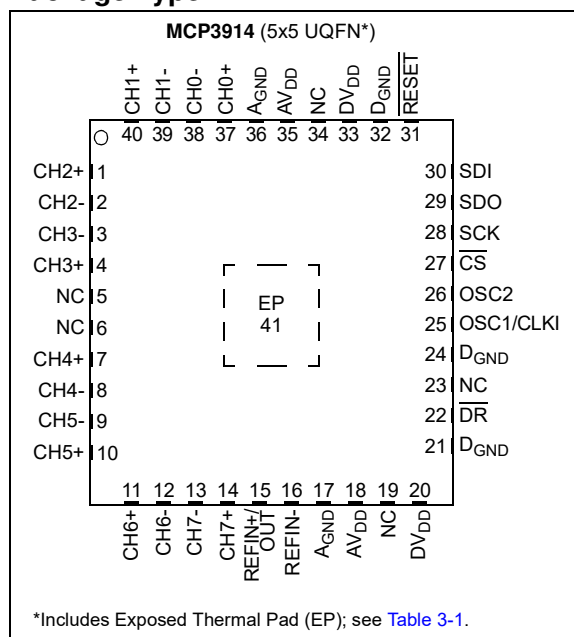 MCP3914 (5x5 UQFN*)
CH1+
CH1-
CH0-
CH0+
AGND
AVDD
NC
DVDD
DGND
RESET
40 39 38 37 36 35 34 33 32 31
CH2+ 1
CH2- 2
CH3- 3
CH3+ 4
NC 5
NC 6
CH4+ 7
CH4- 8
CH5- 9
CH5+ 10
EP
41
30 SDI
29 SDO
28 SCK
27 CS
26 OSC2
25 OSC1/CLKI
24 DGND
23 NC
22 DR
21 DGND
11 12 13 14 15 16 17 18 19 20
CH6+
CH6-
CH7-
CH7+
REFIN+/
OUT
REFIN-
AGND
AVDD
NC
DVDD
*Includes Exposed Thermal Pad (EP); see Table 3-1.